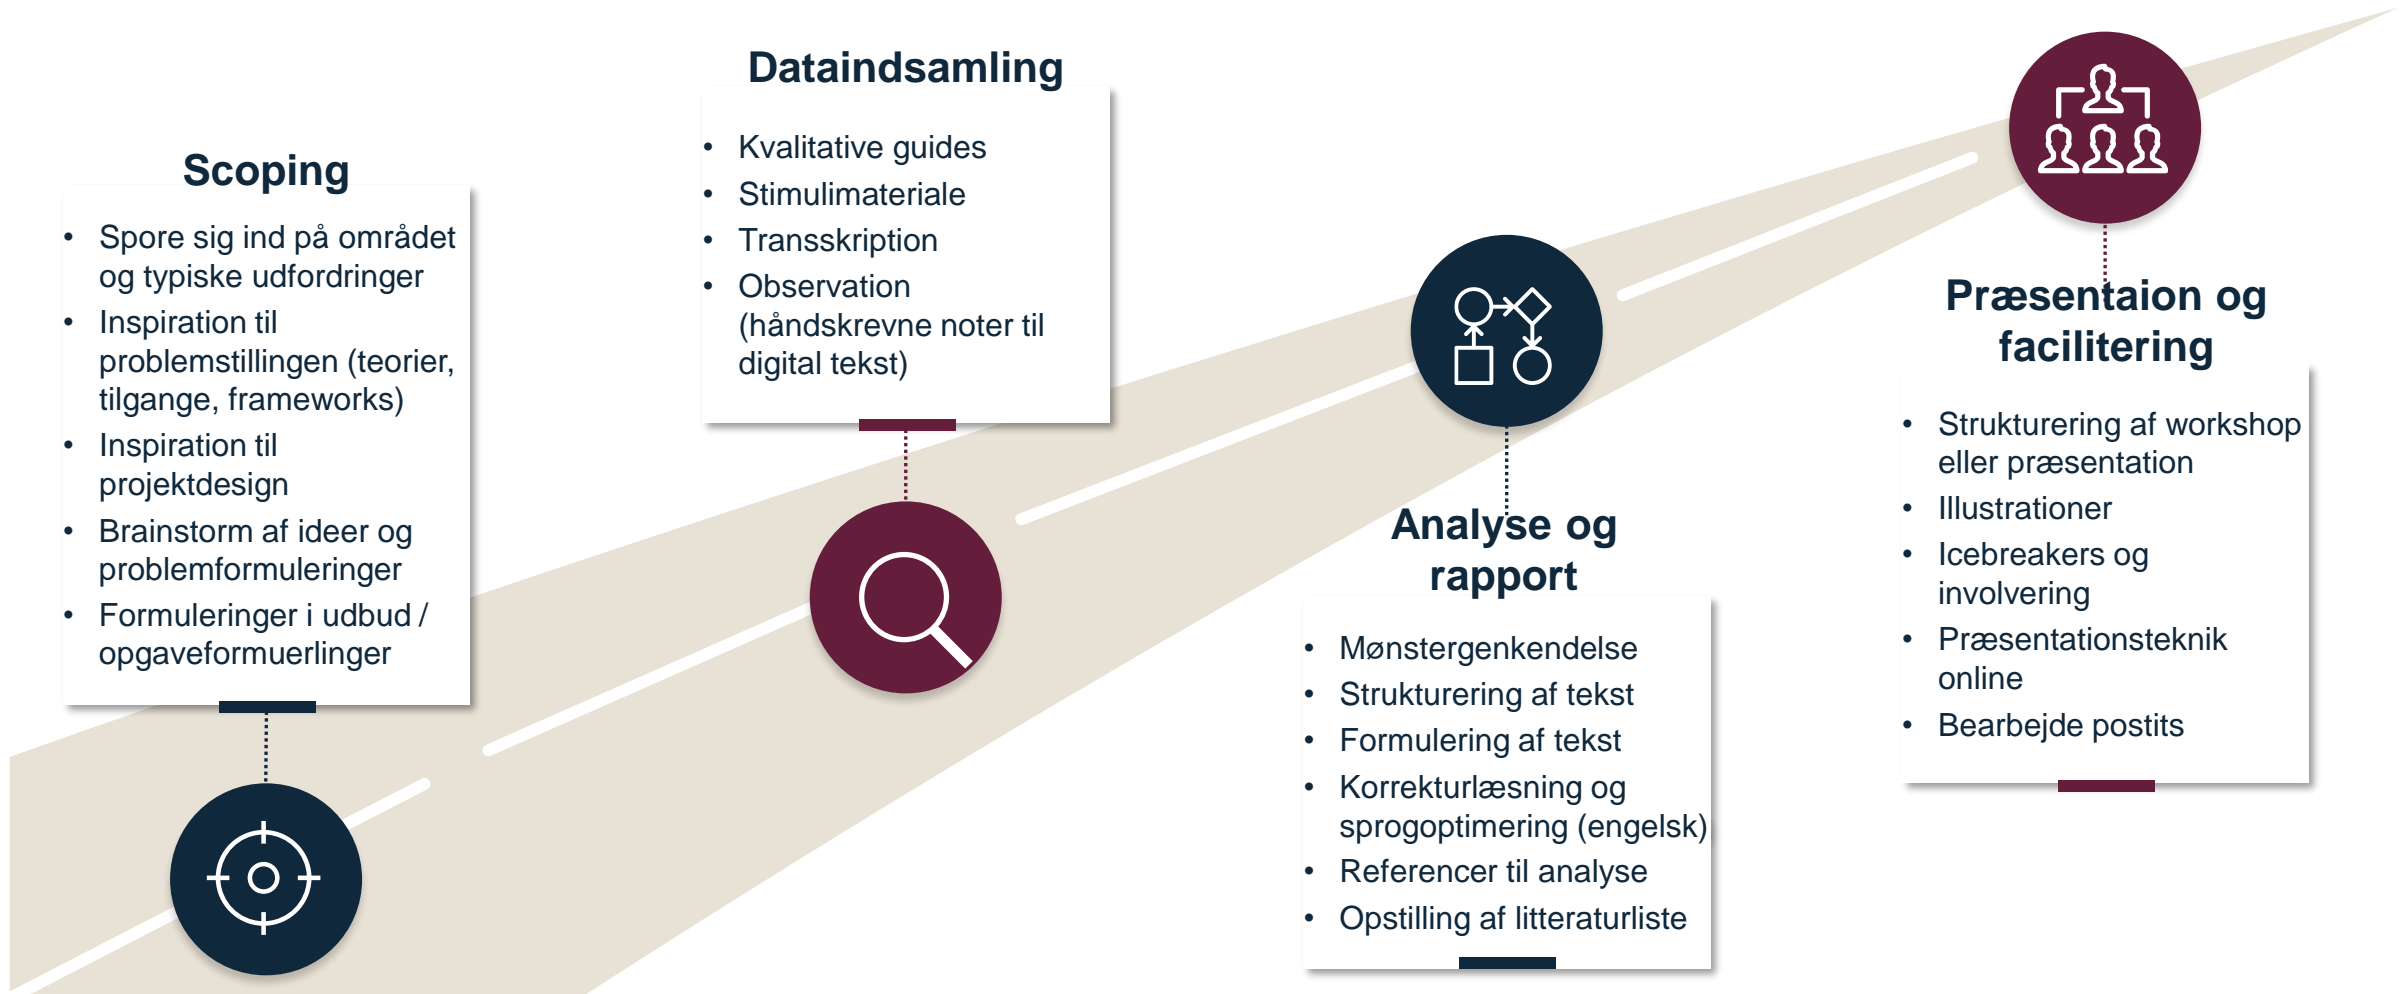 Scoping
• Spore sig ind på området
og typiske udfordringer
• Inspiration til
problemstillingen (teorier,
tilgange, frameworks)
• Inspiration til
projektdesign
• Brainstorm af ideer og
problemformuleringer
• Formuleringer i udbud /
opgaveformuerlinger
Dataindsamling
• Kvalitative guides
• Stimulimateriale
• Transskription
• Observation
(håndskrevne noter til
digital tekst)
Analyse og
rapport
• Mønstergenkendelse
• Strukturering af tekst
• Formulering af tekst
• Korrekturlæsning og
sprogoptimering (engelsk)
• Referencer til analyse
• Opstilling af litteraturliste
Præsentaion og
facilitering
• Strukturering af workshop
eller præsentation
• Illustrationer
• Icebreakers og
involvering
• Præsentationsteknik
online
• Bearbejde postits